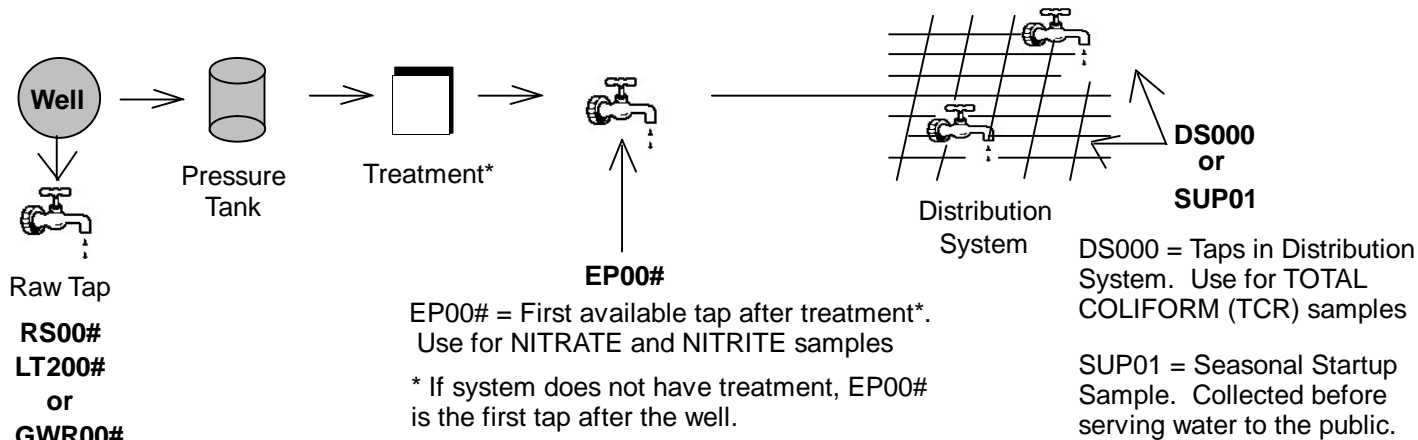 Well
Pressure
Tank
Treatment*
Raw Tap
RS00#
LT200#
or
GWR00#
EP00#
EP00# = First available tap after treatment*.
Use for NITRATE and NITRITE samples
* If system does not have treatment, EP00#
is the first tap after the well.
Distribution
System
DS000
or
SUP01
DS000 = Taps in Distribution
System. Use for TOTAL
COLIFORM (TCR) samples
SUP01 = Seasonal Startup
Sample. Collected before
serving water to the public.